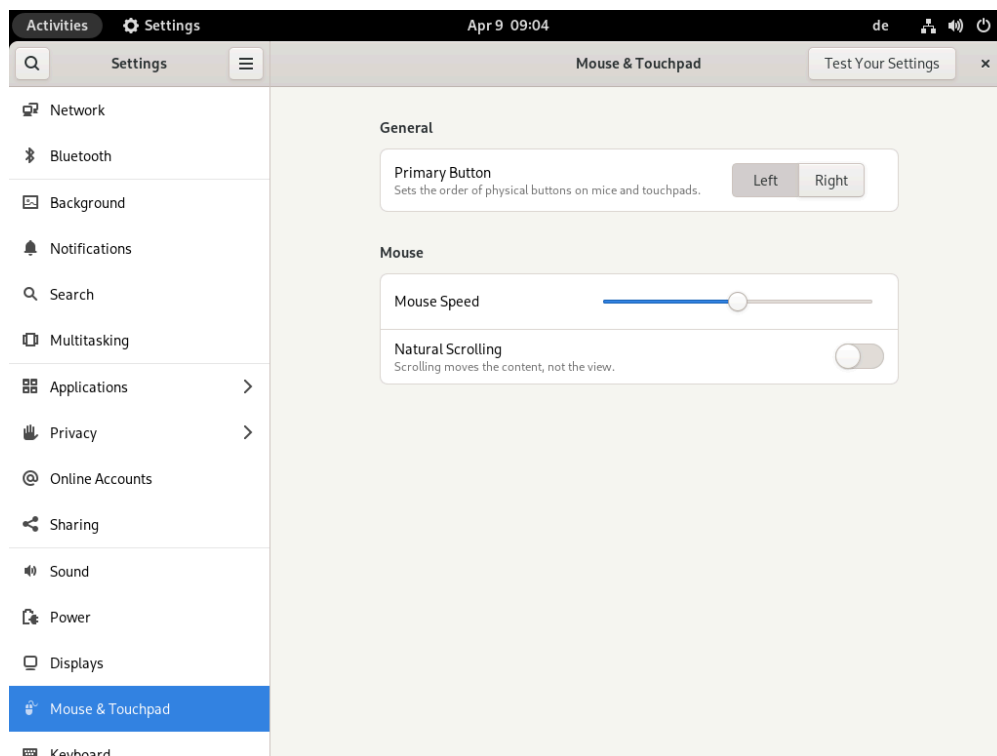 Activities Settings Apr 9 09:04 de
Settings Mouse & Touchpad Test Your Settings
Network
Bluetooth
Background
Notifications
Search
Multitasking
Applications
Privacy
Online Accounts
Sharing
Sound
Power
Displays
Mouse & Touchpad
Keyboard
General
Primary Button
Sets the order of physical buttons on mice and touchpads.
Left Right
Mouse
Mouse Speed
Natural Scrolling
Scrolling moves the content, not the view.